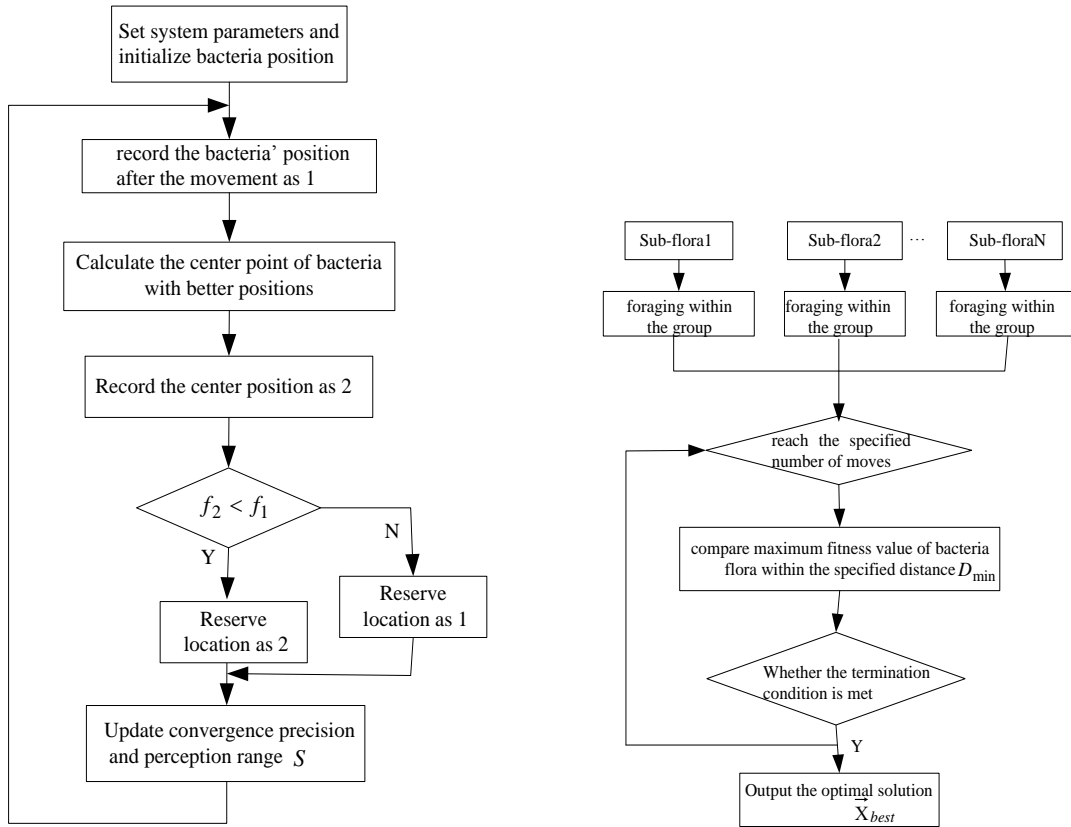 Set system parameters and
initialize bacteria position
record the bacteria’ position
after the movement as 1
Calculate the center point of bacteria
with better positions
Record the center position as 2
f₂ < f₁
Y
N
Reserve
location as 2
Reserve
location as 1
Update convergence precision
and perception range S
Sub-flora1
Sub-flora2
...
Sub-floraN
foraging within
the group
foraging within
the group
foraging within
the group
reach the specified
number of moves
compare maximum fitness value of bacteria
flora within the specified distance D_min
Whether the termination
condition is met
Y
Output the optimal solution
X⃗_best